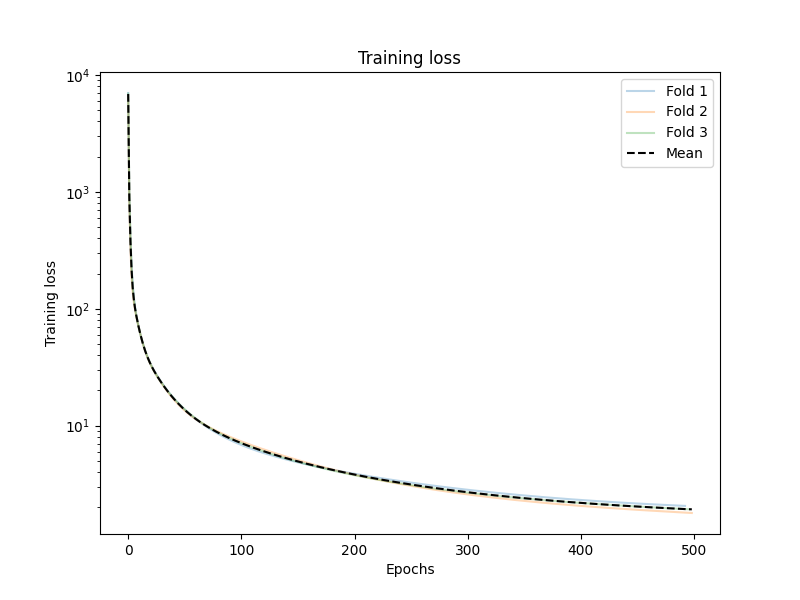 Training loss
10⁴
10³
10²
10¹
Training loss
Fold 1
Fold 2
Fold 3
Mean
0 100 200 300 400 500
Epochs